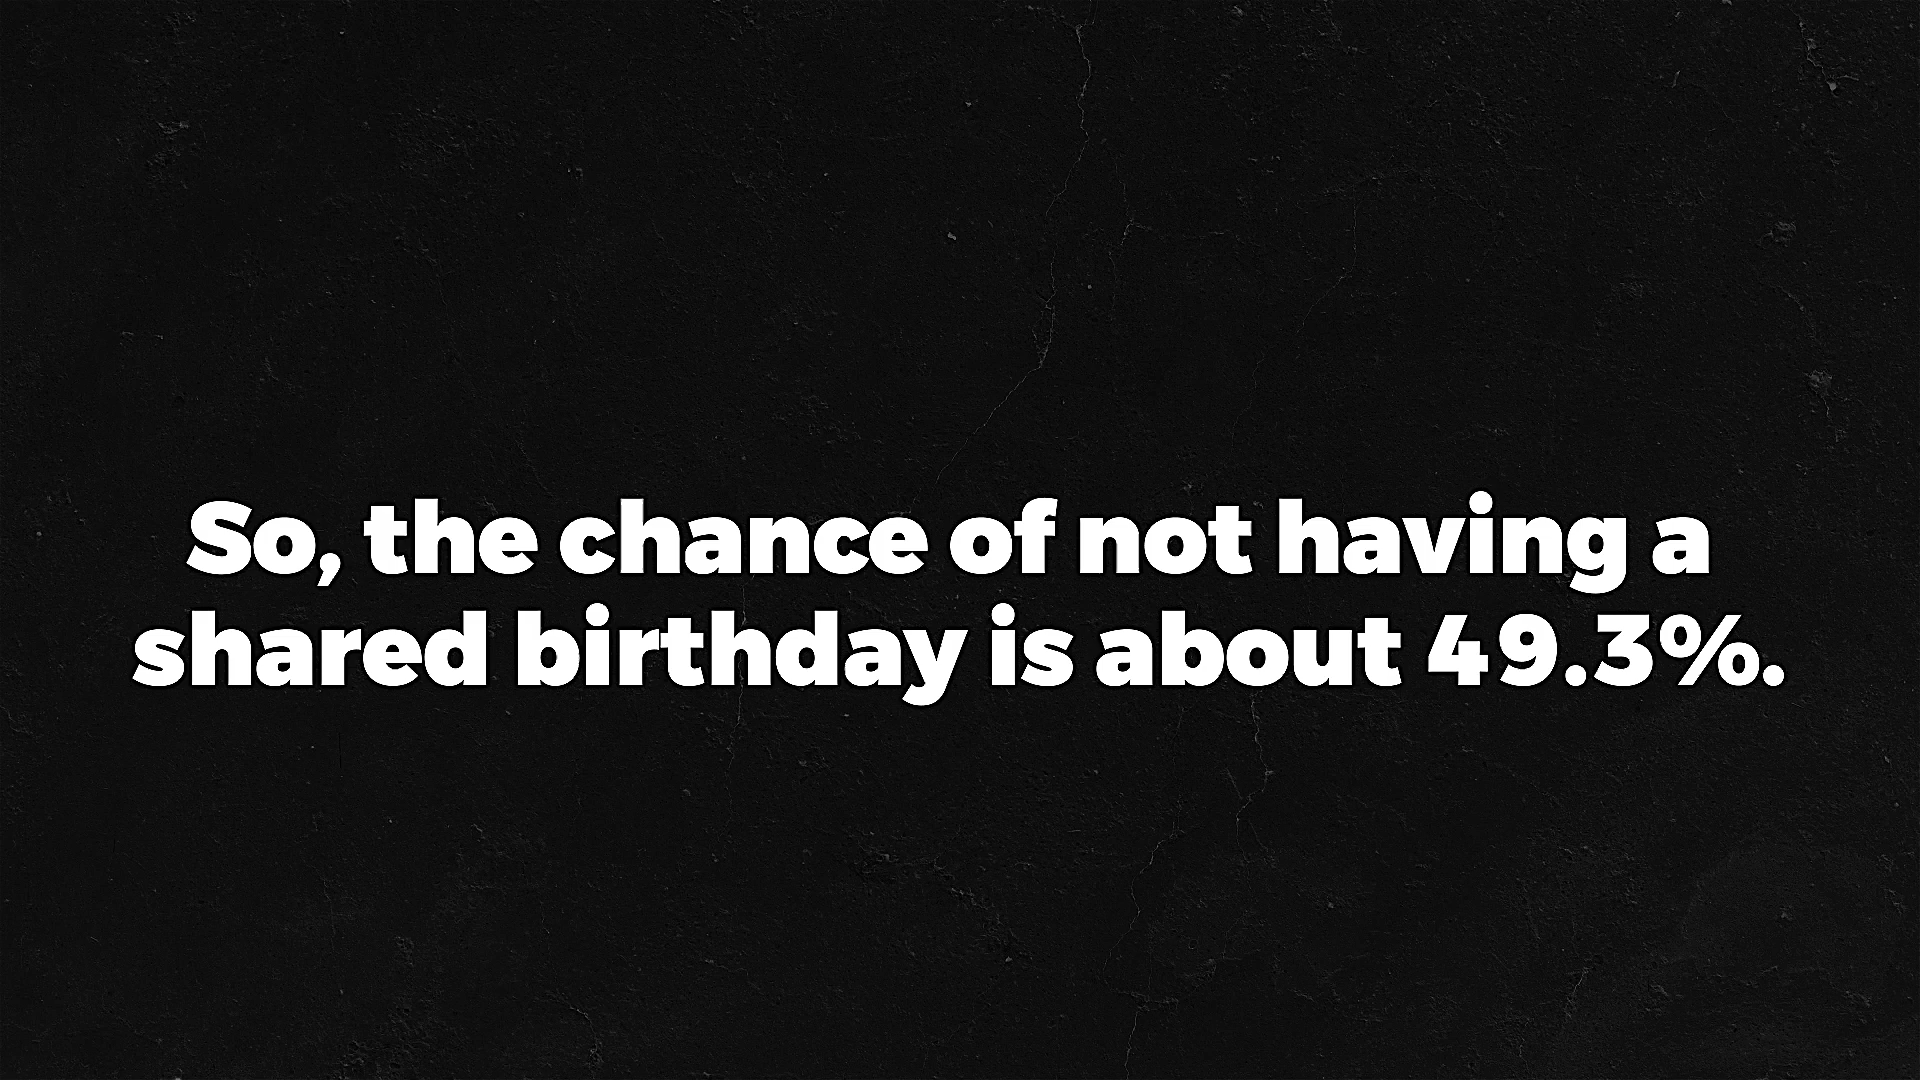 So, the chance of not having a
shared birthday is about 49.3%.